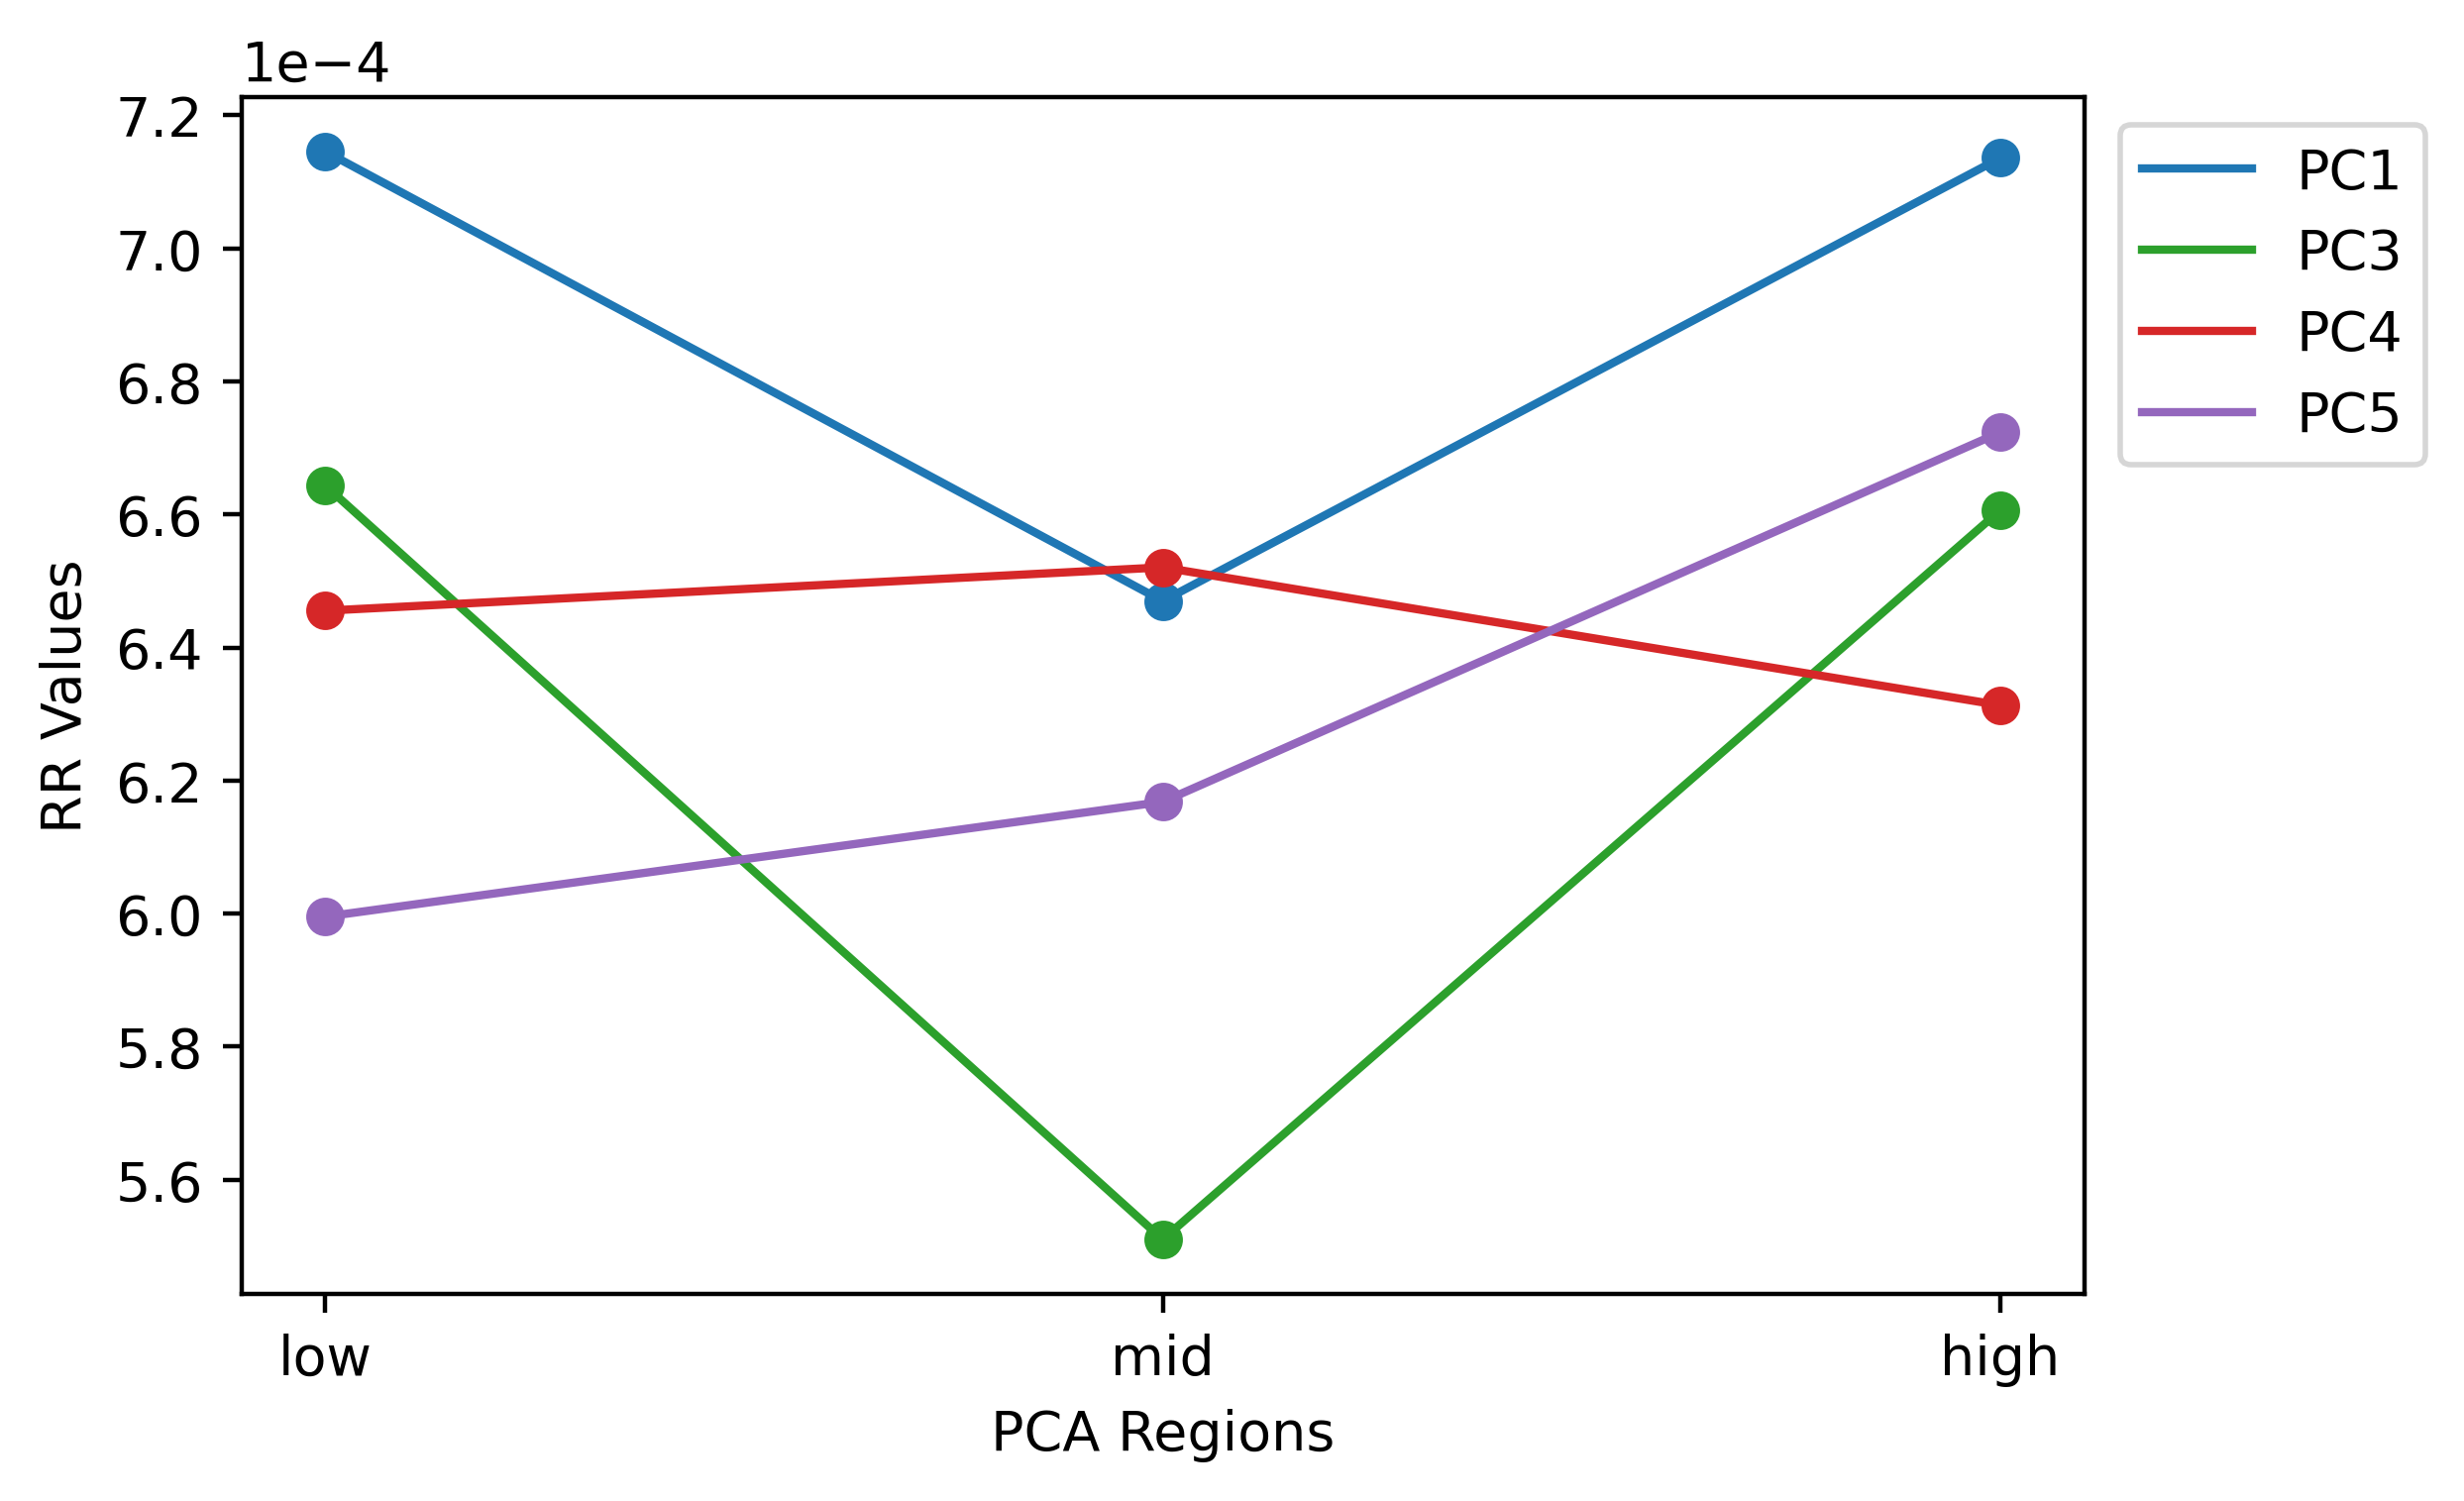 1e−4
7.2
7.0
6.8
6.6
6.4
6.2
6.0
5.8
5.6
RR Values
low
mid
high
PCA Regions
PC1
PC3
PC4
PC5